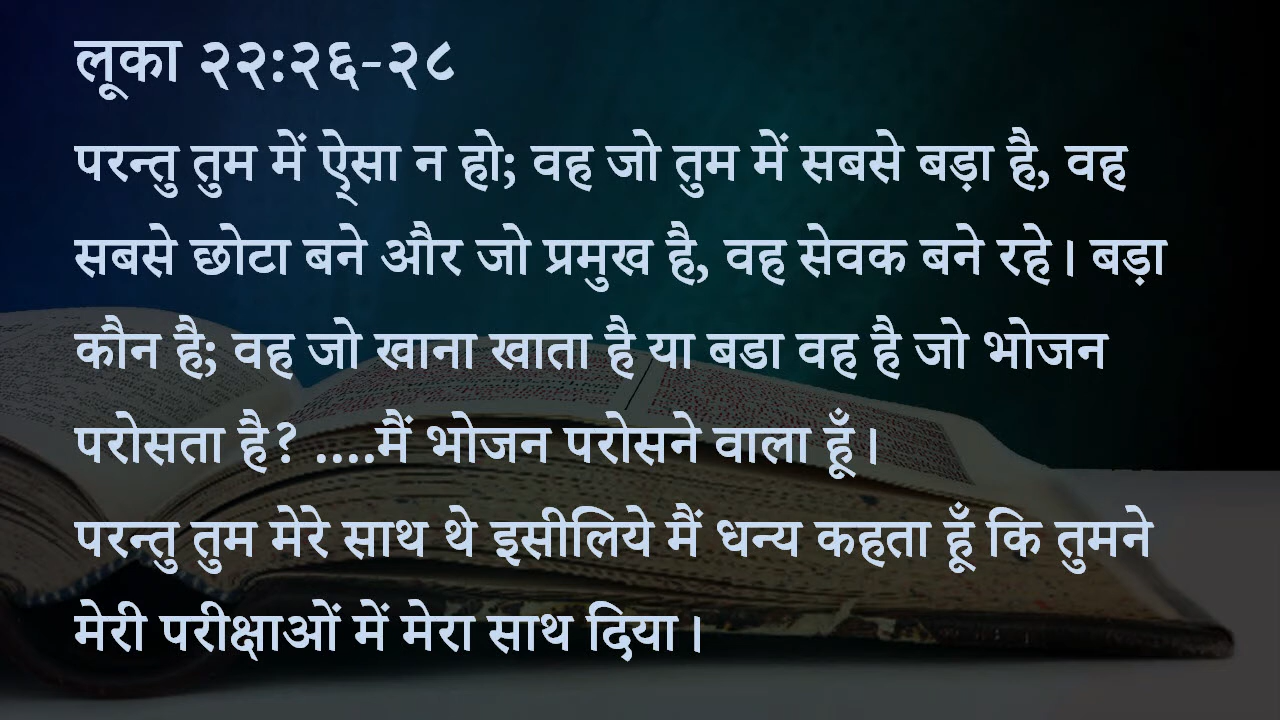 लूका २२:२६-२८
परन्तु तुम में ऐ्सा न हो; वह जो तुम में सबसे बड़ा है, वह
सबसे छोटा बने और जो प्रमुख है, वह सेवक बने रहे। बड़ा
कौन है; वह जो खाना खाता है या बडा वह है जो भोजन
परोसता है? ....मैं भोजन परोसने वाला हूँ।
परन्तु तुम मेरे साथ थे इसीलिये मैं धन्य कहता हूँ कि तुमने
मेरी परीक्षाओं में मेरा साथ दिया।